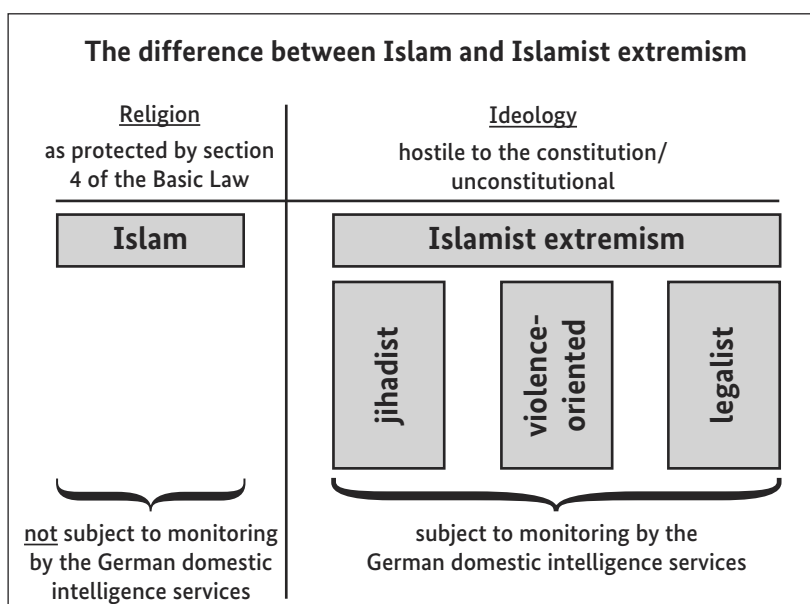 The difference between Islam and Islamist extremism
Religion
as protected by section
4 of the Basic Law
Ideology
hostile to the constitution/
unconstitutional
Islam
Islamist extremism
jihadist
violence-
oriented
legalist
not subject to monitoring
by the German domestic
intelligence services
subject to monitoring by the
German domestic intelligence services